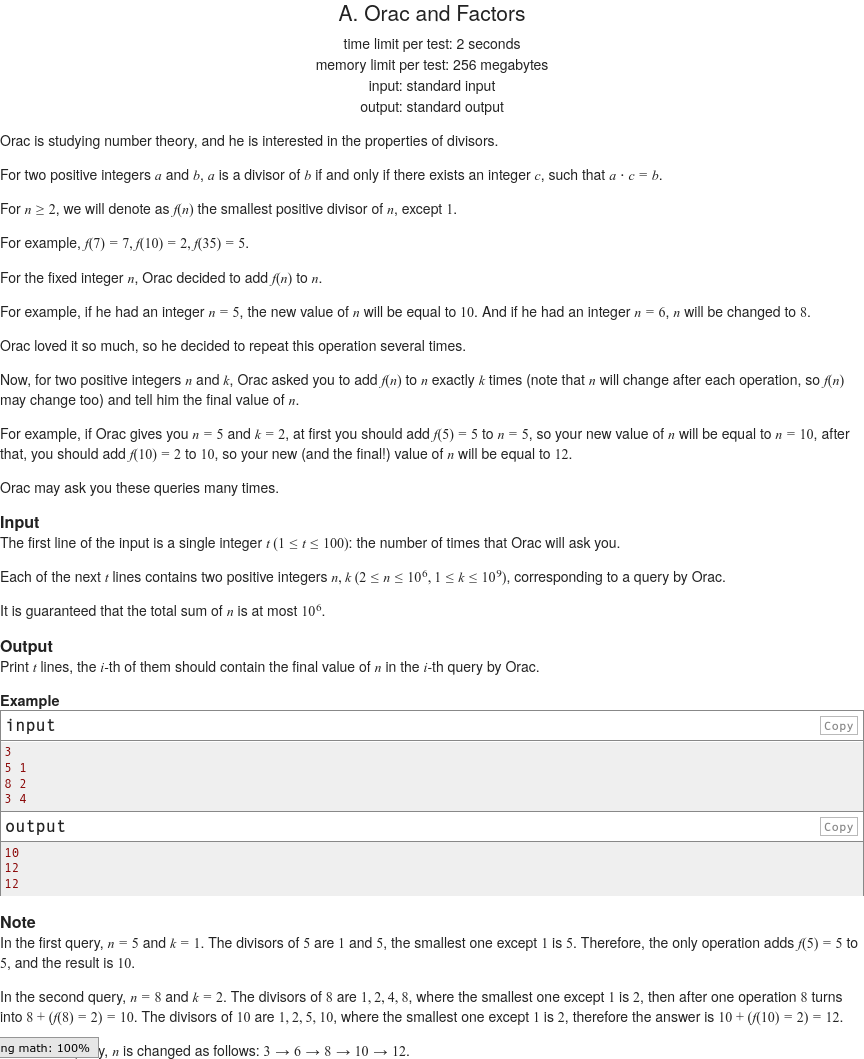 A. Orac and Factors
time limit per test: 2 seconds
memory limit per test: 256 megabytes
input: standard input
output: standard output
Orac is studying number theory, and he is interested in the properties of divisors.
For two positive integers a and b, a is a divisor of b if and only if there exists an integer c, such that a · c = b.
For n ≥ 2, we will denote as f(n) the smallest positive divisor of n, except 1.
For example, f(7) = 7, f(10) = 2, f(35) = 5.
For the fixed integer n, Orac decided to add f(n) to n.
For example, if he had an integer n = 5, the new value of n will be equal to 10. And if he had an integer n = 6, n will be changed to 8.
Orac loved it so much, so he decided to repeat this operation several times.
Now, for two positive integers n and k, Orac asked you to add f(n) to n exactly k times (note that n will change after each operation, so f(n)
may change too) and tell him the final value of n.
For example, if Orac gives you n = 5 and k = 2, at first you should add f(5) = 5 to n = 5, so your new value of n will be equal to n = 10, after
that, you should add f(10) = 2 to 10, so your new (and the final!) value of n will be equal to 12.
Orac may ask you these queries many times.
Input
The first line of the input is a single integer t (1 ≤ t ≤ 100): the number of times that Orac will ask you.
Each of the next t lines contains two positive integers n, k (2 ≤ n ≤ 10⁶, 1 ≤ k ≤ 10⁹), corresponding to a query by Orac.
It is guaranteed that the total sum of n is at most 10⁶.
Output
Print t lines, the i-th of them should contain the final value of n in the i-th query by Orac.
Example
input Copy
3
5 1
8 2
3 4
output Copy
10
12
12
Note
In the first query, n = 5 and k = 1. The divisors of 5 are 1 and 5, the smallest one except 1 is 5. Therefore, the only operation adds f(5) = 5 to
5, and the result is 10.
In the second query, n = 8 and k = 2. The divisors of 8 are 1, 2, 4, 8, where the smallest one except 1 is 2, then after one operation 8 turns
into 8 + (f(8) = 2) = 10. The divisors of 10 are 1, 2, 5, 10, where the smallest one except 1 is 2, therefore the answer is 10 + (f(10) = 2) = 12.
ng math: 100% y, n is changed as follows: 3 → 6 → 8 → 10 → 12.